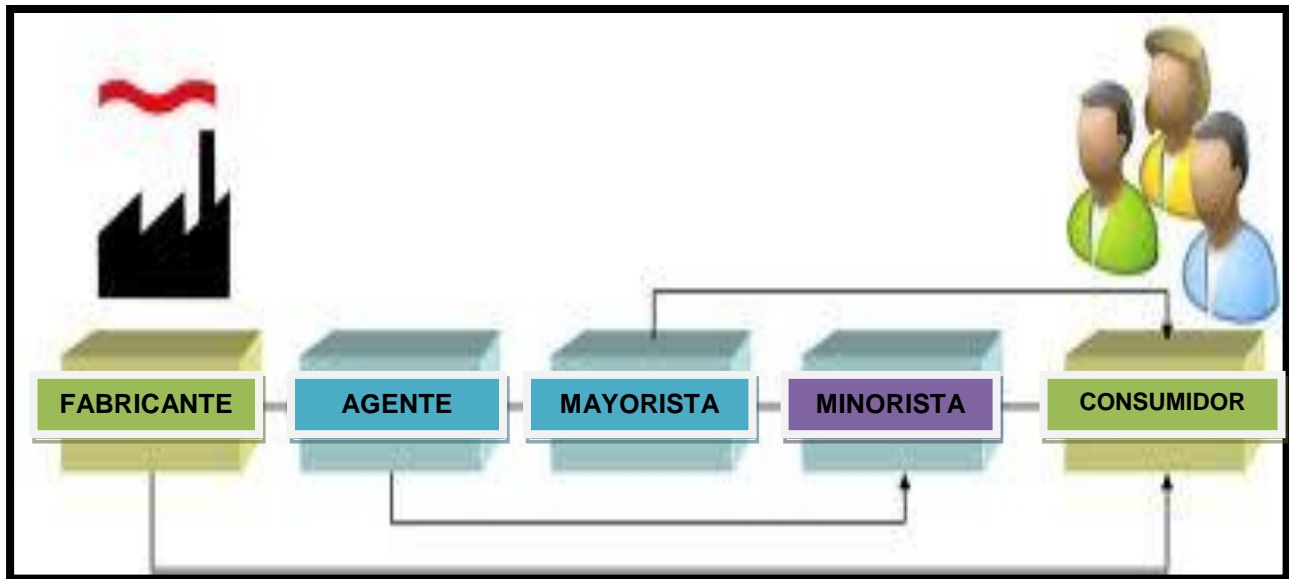 FABRICANTE
AGENTE
MAYORISTA
MINORISTA
CONSUMIDOR